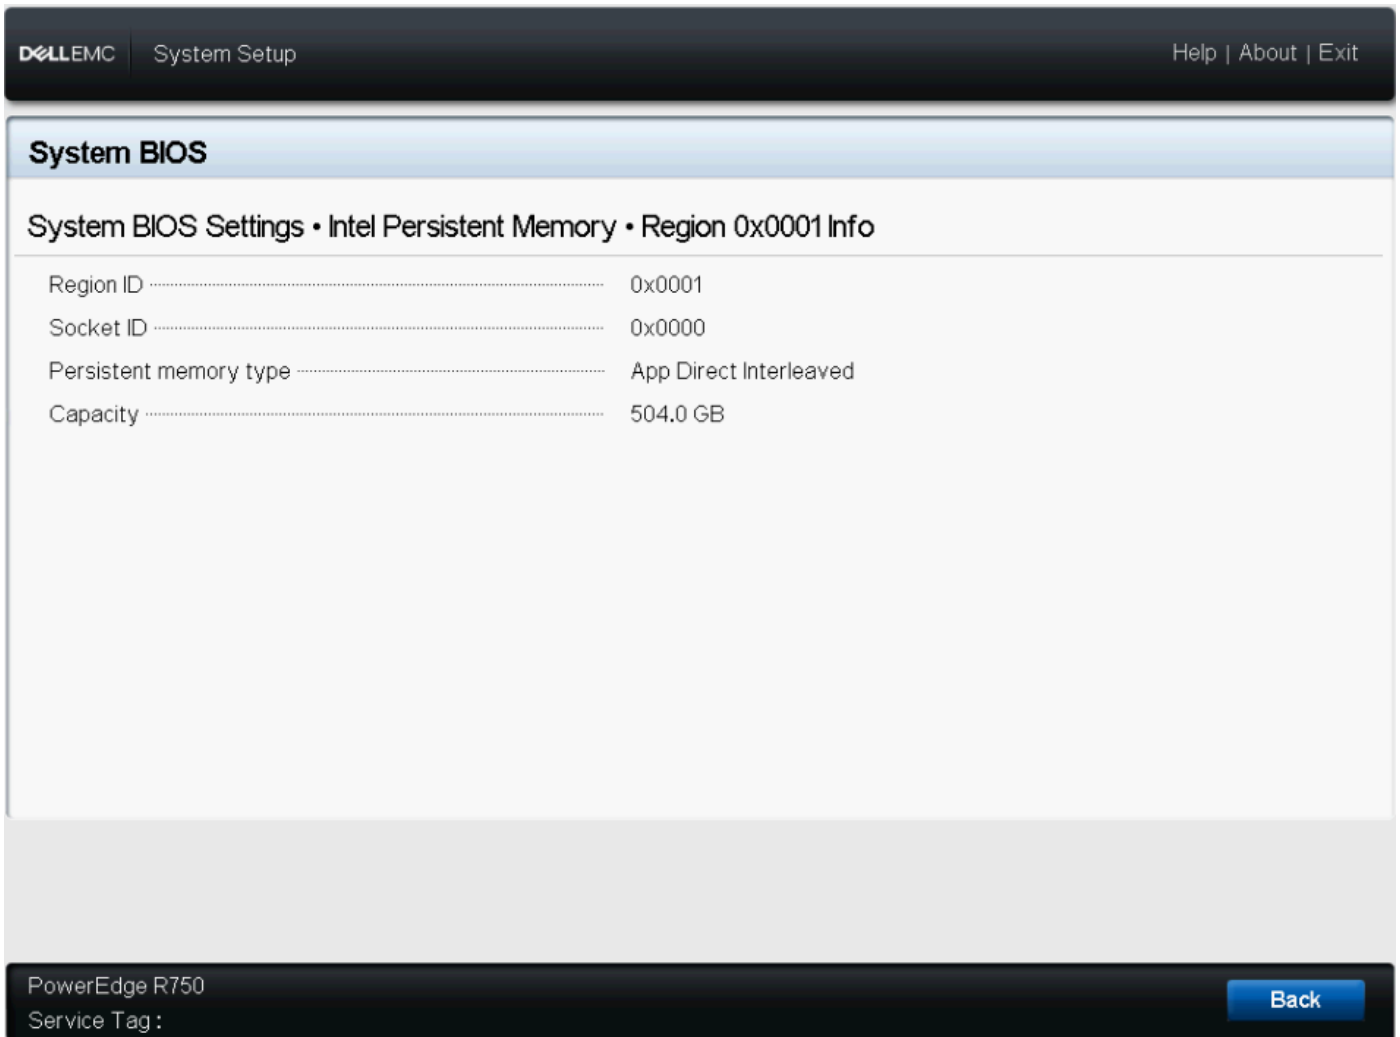 DELLEMC System Setup Help | About | Exit
System BIOS
System BIOS Settings • Intel Persistent Memory • Region 0x0001 Info
Region ID 0x0001
Socket ID 0x0000
Persistent memory type App Direct Interleaved
Capacity 504.0 GB
PowerEdge R750
Service Tag:
Back